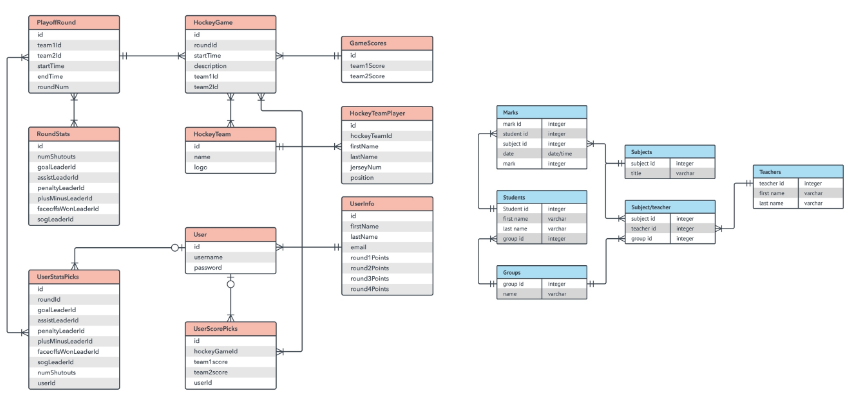 PlayoffRound
id
team1Id
team2Id
startTime
endTime
roundNum
HockeyGame
id
roundId
startTime
description
team1Id
team2Id
GameScores
id
team1Score
team2Score
RoundStats
id
numShutouts
goalLeaderId
assistLeaderId
penaltyLeaderId
plusMinusLeaderId
faceoffsWonLeaderId
sogLeaderId
HockeyTeam
id
name
logo
HockeyTeamPlayer
id
hockeyTeamId
firstName
lastName
jerseyNum
position
User
id
username
password
UserInfo
id
firstName
lastName
email
round1Points
round2Points
round3Points
round4Points
UserStatsPicks
id
roundId
goalLeaderId
assistLeaderId
penaltyLeaderId
plusMinusLeaderId
faceoffsWonLeaderId
sogLeaderId
numShutouts
userId
UserScorePicks
id
hockeyGameId
team1score
team2score
userId
Marks
mark id integer
student id integer
subject id integer
date date/time
mark integer
Subjects
subject id integer
title varchar
Teachers
teacher id integer
first name varchar
last name varchar
Students
Student id integer
first name varchar
last name varchar
group id integer
Subject/teacher
subject id integer
teacher id integer
group id integer
Groups
group id integer
name varchar